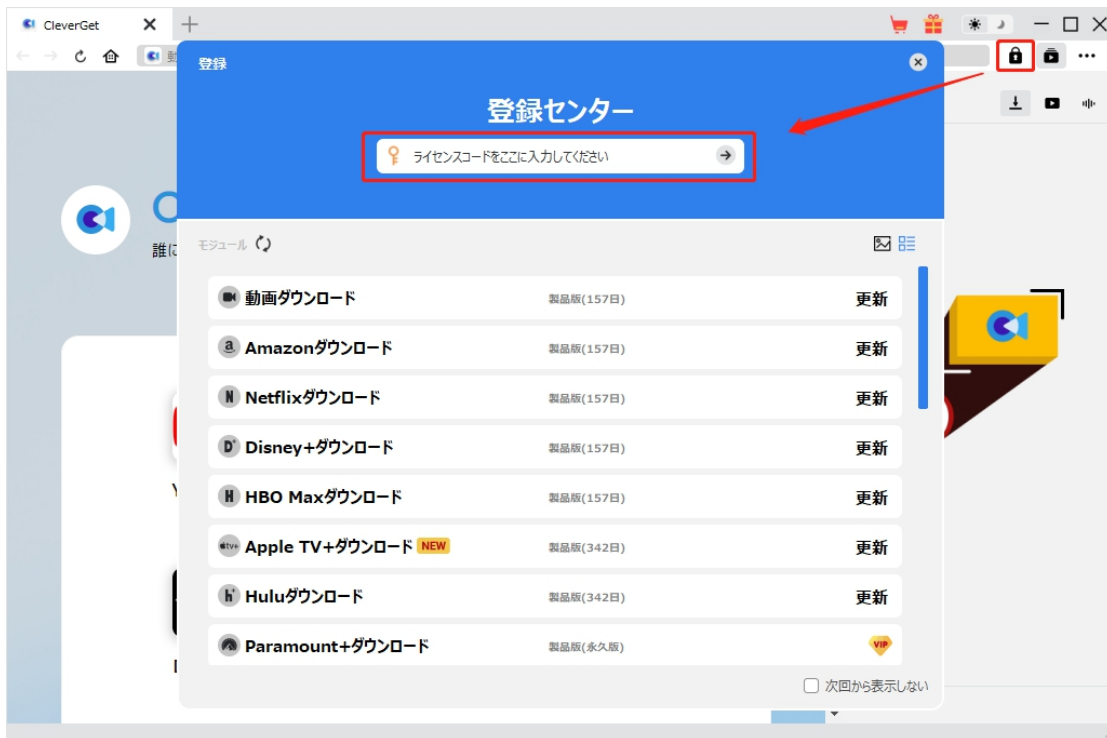 CleverGet
動
登録
登録センター
ライセンスコードをここに入力してください
誰に
モジュール
動画ダウンロード 製品版(157日) 更新
Amazonダウンロード 製品版(157日) 更新
Netflixダウンロード 製品版(157日) 更新
Disney+ダウンロード 製品版(157日) 更新
HBO Maxダウンロード 製品版(157日) 更新
Apple TV+ダウンロード NEW 製品版(342日) 更新
Huluダウンロード 製品版(342日) 更新
Paramount+ダウンロード 製品版(永久版) VIP
次回から表示しない